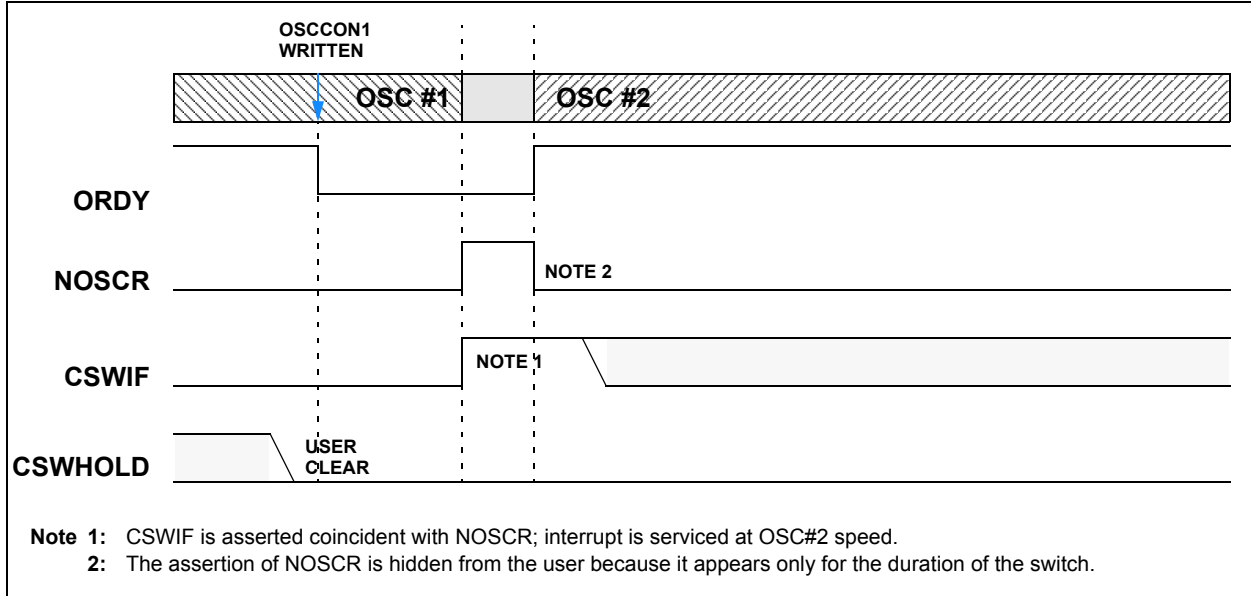 OSCCON1
WRITTEN
OSC #1
OSC #2
ORDY
NOSCR
NOTE 2
CSWIF
NOTE 1
CSWHOLD
USER
CLEAR
Note 1: CSWIF is asserted coincident with NOSCR; interrupt is serviced at OSC#2 speed.
2: The assertion of NOSCR is hidden from the user because it appears only for the duration of the switch.